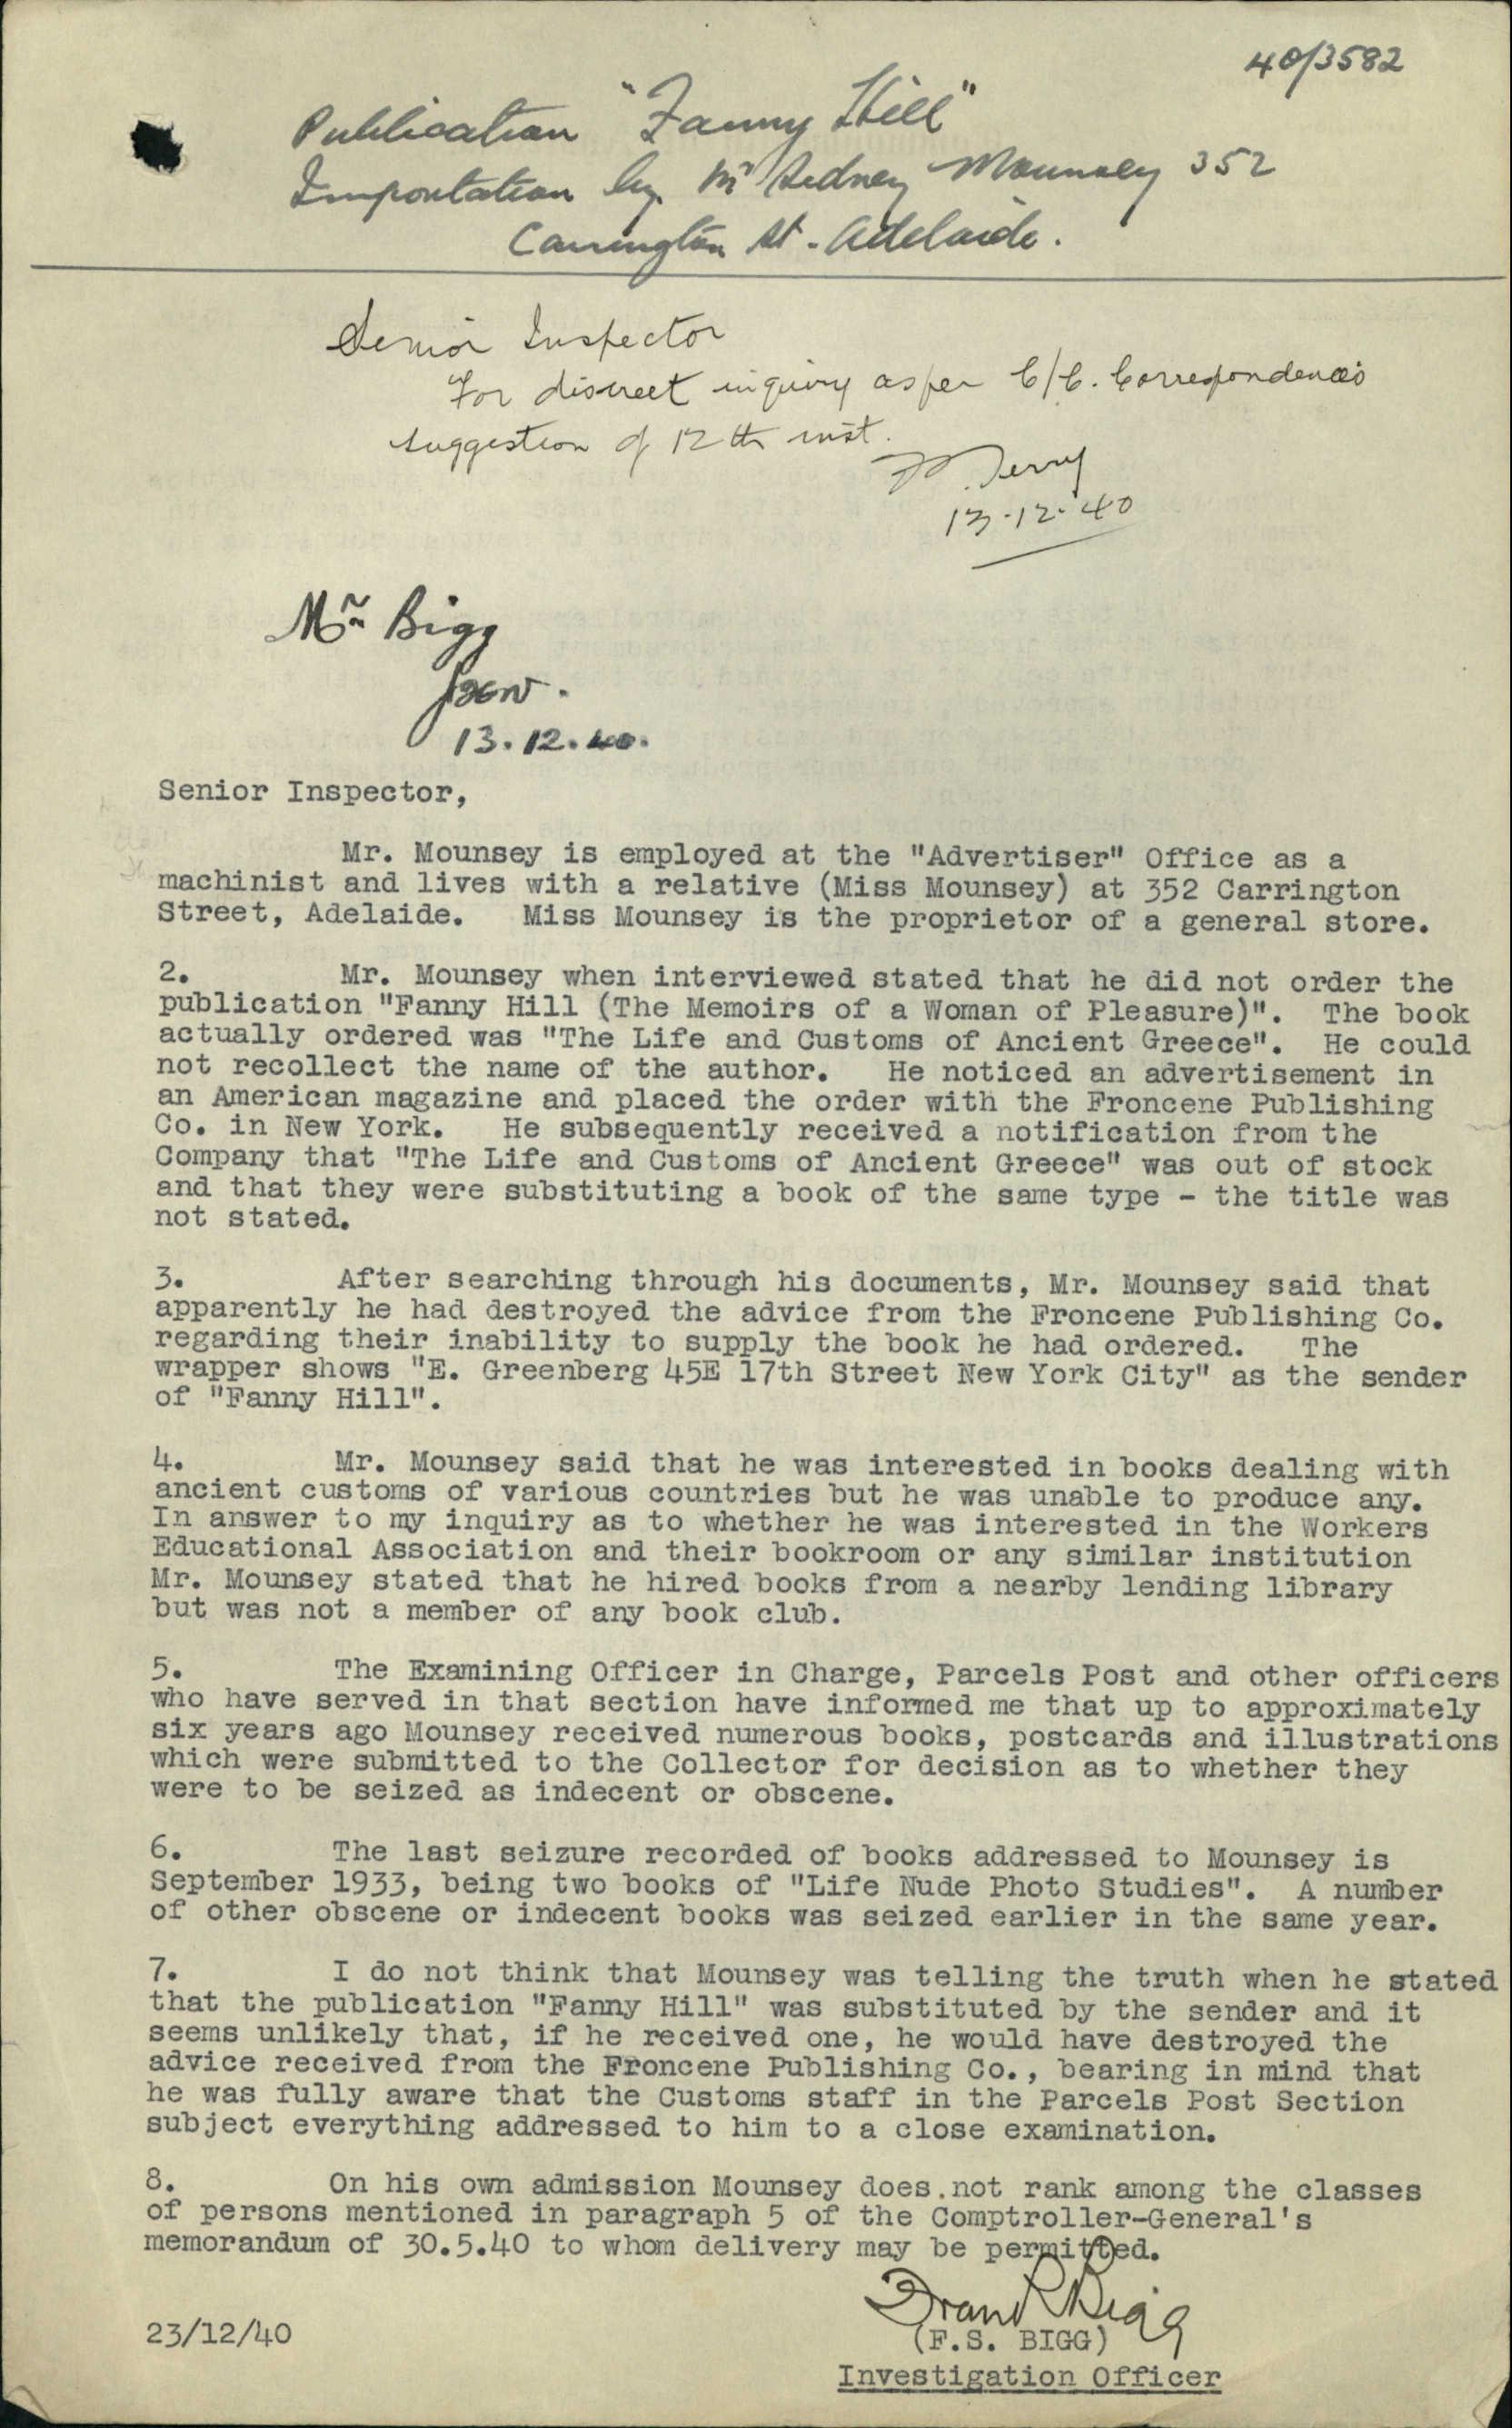 40/3582
Publication "Fanny Hill"
Importation by Mr Sidney Mounsey 352
Carrington St. Adelaide.
Senior Inspector
For discreet inquiry as per C/C. Correspondence's
suggestion of 12th inst.
13.12.40
Mr Bigg
13.12.40.
Senior Inspector,
Mr. Mounsey is employed at the "Advertiser" Office as a
machinist and lives with a relative (Miss Mounsey) at 352 Carrington
Street, Adelaide. Miss Mounsey is the proprietor of a general store.
2. Mr. Mounsey when interviewed stated that he did not order the
publication "Fanny Hill (The Memoirs of a Woman of Pleasure)". The book
actually ordered was "The Life and Customs of Ancient Greece". He could
not recollect the name of the author. He noticed an advertisement in
an American magazine and placed the order with the Froncene Publishing
Co. in New York. He subsequently received a notification from the
Company that "The Life and Customs of Ancient Greece" was out of stock
and that they were substituting a book of the same type - the title was
not stated.
3. After searching through his documents, Mr. Mounsey said that
apparently he had destroyed the advice from the Froncene Publishing Co.
regarding their inability to supply the book he had ordered. The
wrapper shows "E. Greenberg 45E 17th Street New York City" as the sender
of "Fanny Hill".
4. Mr. Mounsey said that he was interested in books dealing with
ancient customs of various countries but he was unable to produce any.
In answer to my inquiry as to whether he was interested in the Workers
Educational Association and their bookroom or any similar institution
Mr. Mounsey stated that he hired books from a nearby lending library
but was not a member of any book club.
5. The Examining Officer in Charge, Parcels Post and other officers
who have served in that section have informed me that up to approximately
six years ago Mounsey received numerous books, postcards and illustrations
which were submitted to the Collector for decision as to whether they
were to be seized as indecent or obscene.
6. The last seizure recorded of books addressed to Mounsey is
September 1933, being two books of "Life Nude Photo Studies". A number
of other obscene or indecent books was seized earlier in the same year.
7. I do not think that Mounsey was telling the truth when he stated
that the publication "Fanny Hill" was substituted by the sender and it
seems unlikely that, if he received one, he would have destroyed the
advice received from the Froncene Publishing Co., bearing in mind that
he was fully aware that the Customs staff in the Parcels Post Section
subject everything addressed to him to a close examination.
8. On his own admission Mounsey does.not rank among the classes
of persons mentioned in paragraph 5 of the Comptroller-General's
memorandum of 30.5.40 to whom delivery may be permitted.
23/12/40
(F.S. BIGG)
Investigation Officer